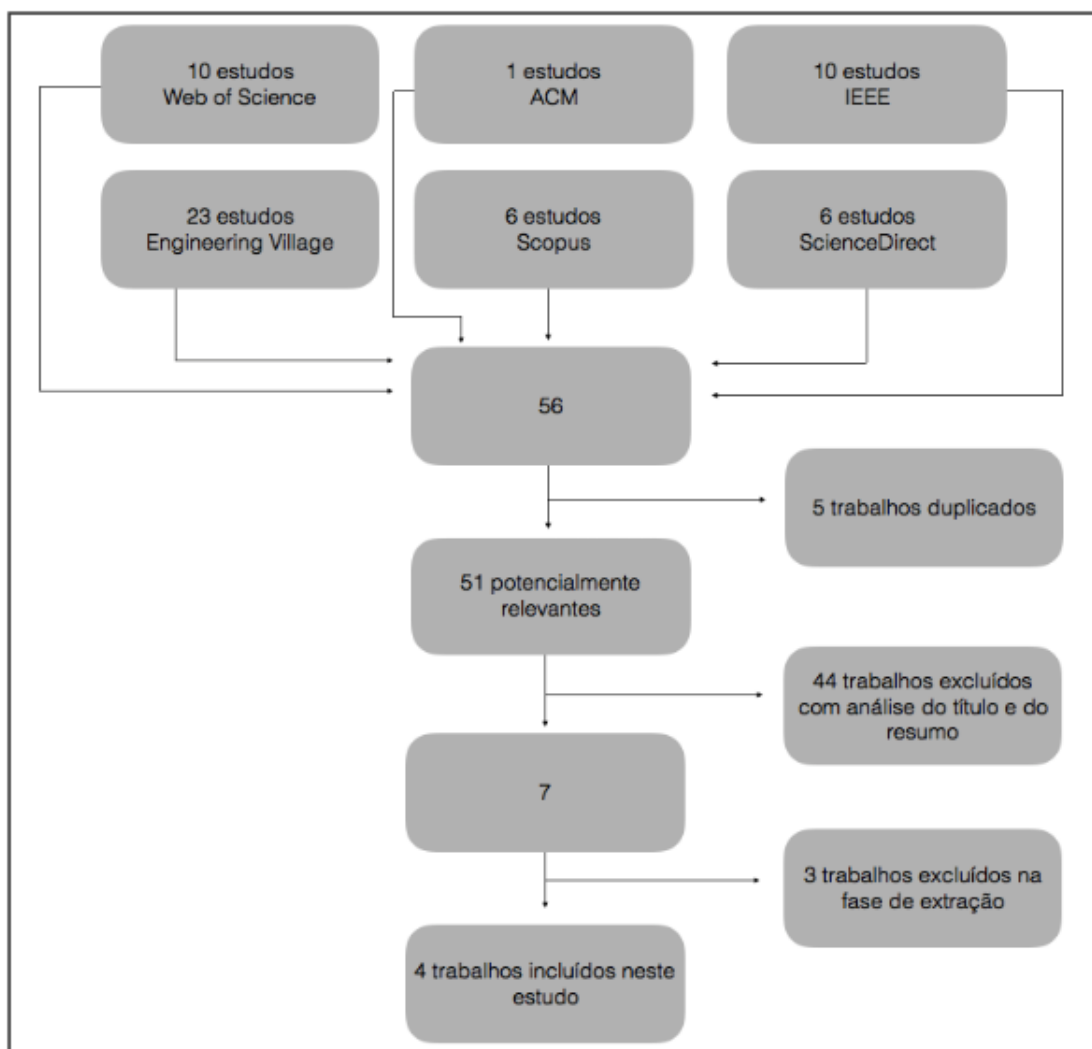 10 estudos
Web of Science
1 estudos
ACM
10 estudos
IEEE
23 estudos
Engineering Village
6 estudos
Scopus
6 estudos
ScienceDirect
56
5 trabalhos duplicados
51 potencialmente
relevantes
44 trabalhos excluídos
com análise do título e do
resumo
7
3 trabalhos excluídos na
fase de extração
4 trabalhos incluídos neste
estudo